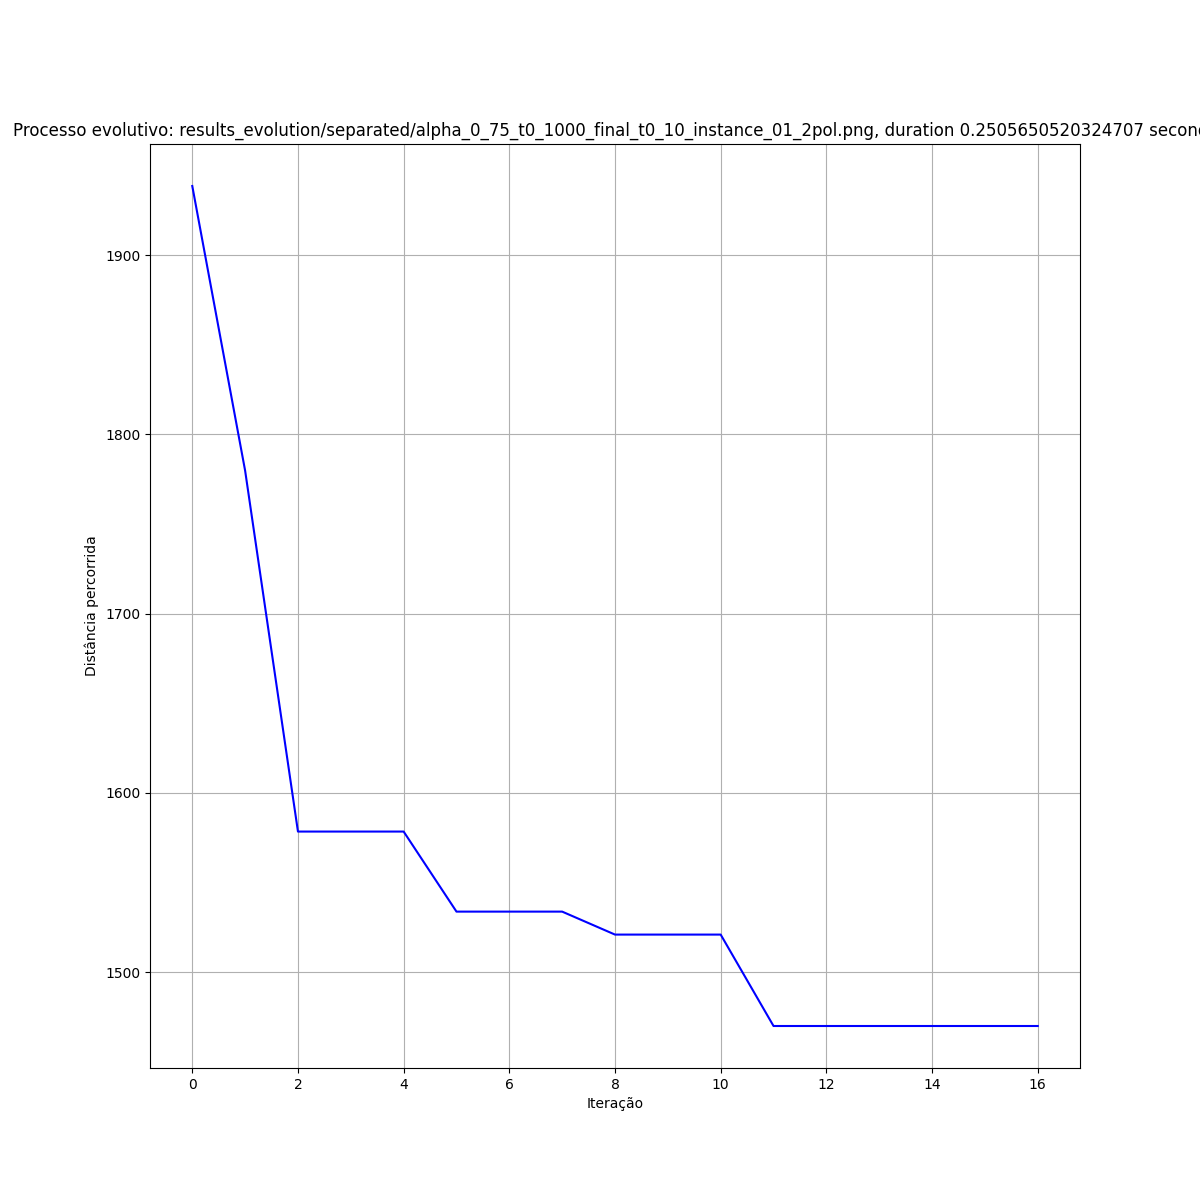 Processo evolutivo: results_evolution/separated/alpha_0_75_t0_1000_final_t0_10_instance_01_2pol.png, duration 0.2505650520324707 secon
1900
1800
1700
1600
1500
Distância percorrida
0 2 4 6 8 10 12 14 16
Iteração